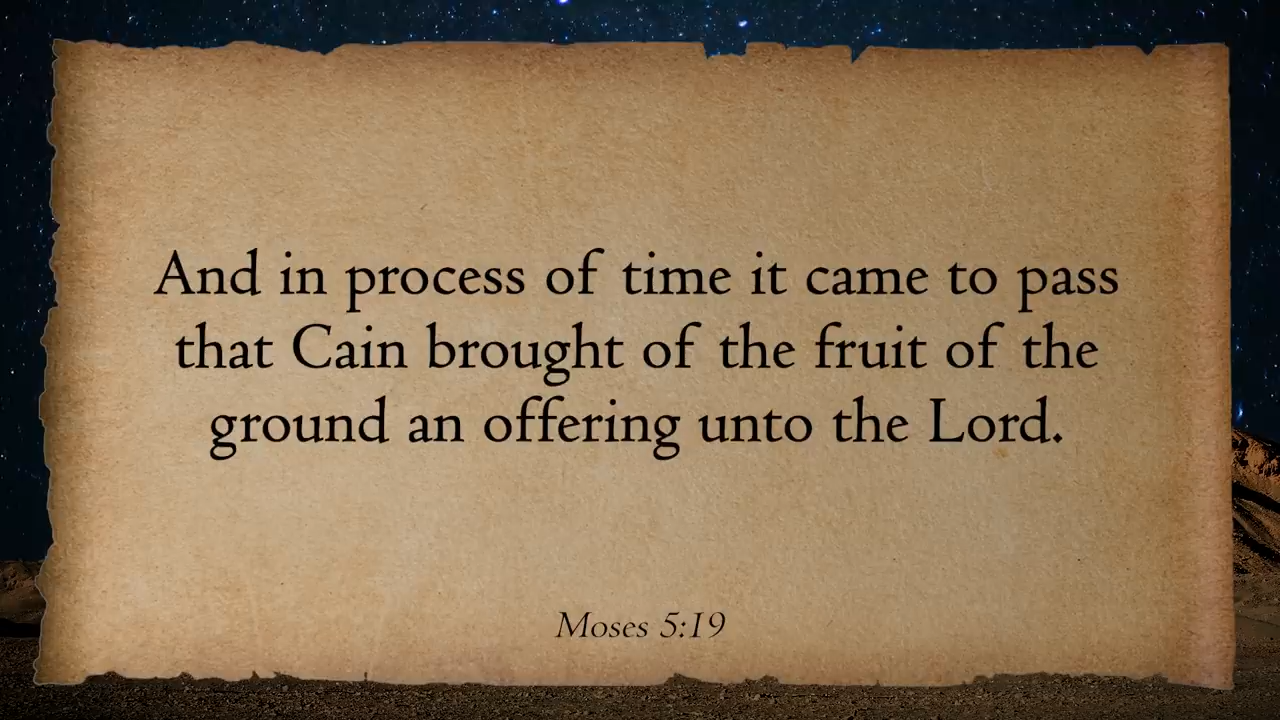 And in process of time it came to pass
that Cain brought of the fruit of the
ground an offering unto the Lord.
Moses 5:19